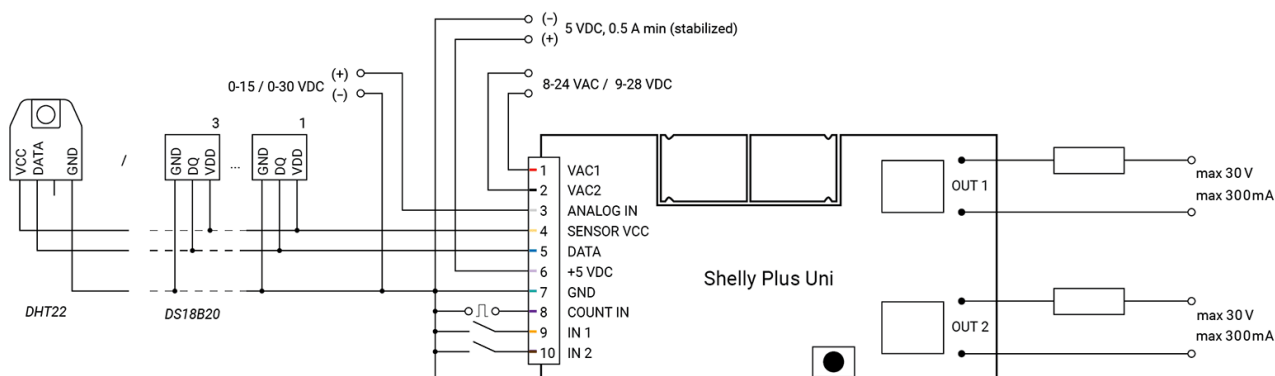 (−)
5 VDC, 0.5 A min (stabilized)
(+)
(+)
0-15 / 0-30 VDC
(−)
8-24 VAC / 9-28 VDC
3
1
VCC
DATA
GND
/
GND
DQ
VDD
...
GND
DQ
VDD
1 VAC1
2 VAC2
3 ANALOG IN
4 SENSOR VCC
5 DATA
6 +5 VDC
7 GND
8 COUNT IN
9 IN 1
10 IN 2
DHT22
DS18B20
Shelly Plus Uni
OUT 1
max 30 V
max 300mA
OUT 2
max 30 V
max 300mA